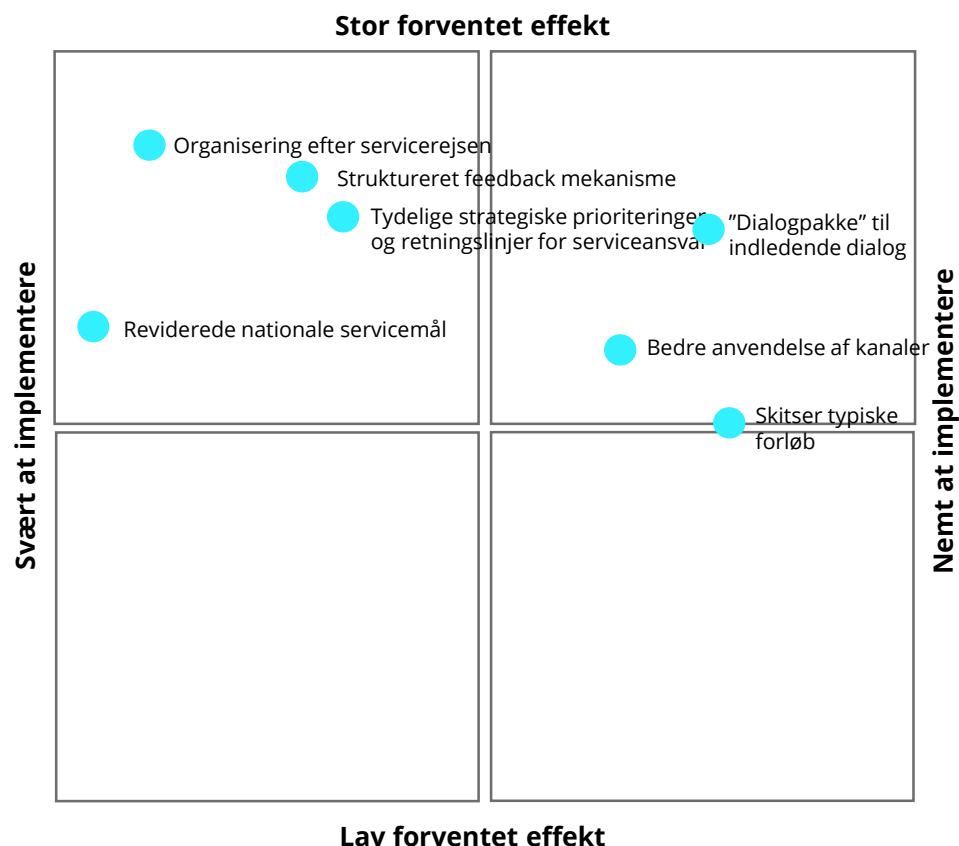 Stor forventet effekt
Organisering efter servicerejsen
Struktureret feedback mekanisme
Tydelige strategiske prioriteringer
og retningslinjer for serviceansvar
”Dialogpakke” til
indledende dialog
Reviderede nationale servicemål
Bedre anvendelse af kanaler
Skitser typiske
forløb
Svært at implementere
Nemt at implementere
Lav forventet effekt